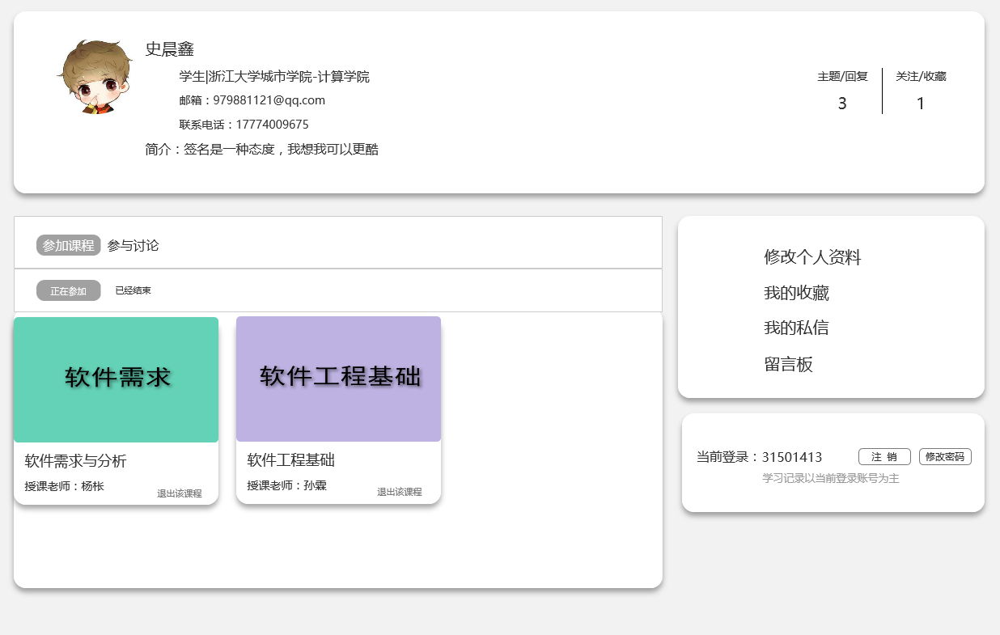 史晨鑫
学生|浙江大学城市学院-计算学院
邮箱：979881121@qq.com
联系电话：17774009675
简介：签名是一种态度，我想我可以更酷
主题/回复
3
关注/收藏
1
参加课程 参与讨论
正在参加 已经结束
软件需求
软件需求与分析
授课老师：杨枨
退出该课程
软件工程基础
软件工程基础
授课老师：孙霖
退出该课程
修改个人资料
我的收藏
我的私信
留言板
当前登录：31501413 注 销 修改密码
学习记录以当前登录账号为主